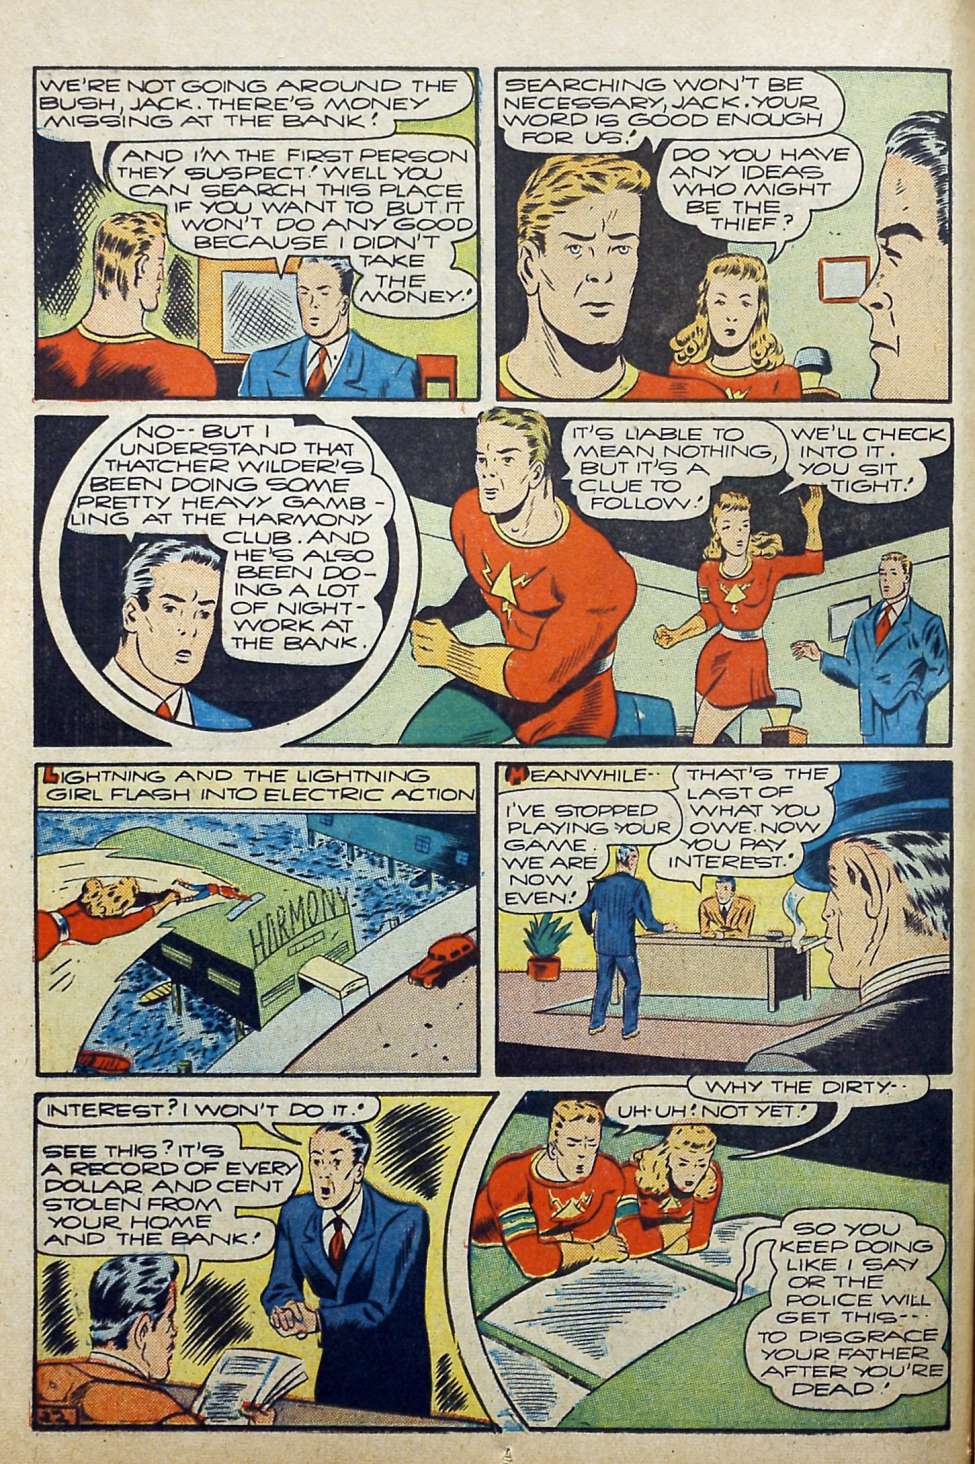 WE'RE NOT GOING AROUND THE
BUSH, JACK. THERE'S MONEY
MISSING AT THE BANK!
AND I'M THE FIRST PERSON
THEY SUSPECT! WELL YOU
CAN SEARCH THIS PLACE
IF YOU WANT TO BUT IT
WON'T DO ANY GOOD
BECAUSE I DIDN'T
TAKE
THE
MONEY!
SEARCHING WON'T BE
NECESSARY, JACK. YOUR
WORD IS GOOD ENOUGH
FOR US!
DO YOU HAVE
ANY IDEAS
WHO MIGHT
BE THE
THIEF?
NO-- BUT I
UNDERSTAND THAT
THATCHER WILDER'S
BEEN DOING SOME
PRETTY HEAVY GAMB-
LING AT THE HARMONY
CLUB. AND
HE'S ALSO
BEEN DO-
ING A LOT
OF NIGHT-
WORK AT
THE BANK.
IT'S LIABLE TO
MEAN NOTHING,
BUT IT'S A
CLUE TO
FOLLOW!
WE'LL CHECK
INTO IT.
YOU SIT
TIGHT!
LIGHTNING AND THE LIGHTNING
GIRL FLASH INTO ELECTRIC ACTION
HARMONY
MEANWHILE--
I'VE STOPPED
PLAYING YOUR
GAME.
WE ARE
NOW
EVEN!
THAT'S THE
LAST OF
WHAT YOU
OWE. NOW
YOU PAY
INTEREST!
INTEREST? I WON'T DO IT!
SEE THIS? IT'S
A RECORD OF EVERY
DOLLAR AND CENT
STOLEN FROM
YOUR HOME
AND THE BANK!
WHY THE DIRTY--
UH-UH! NOT YET!
SO YOU
KEEP DOING
LIKE I SAY
OR THE
POLICE WILL
GET THIS---
TO DISGRACE
YOUR FATHER
AFTER YOU'RE
DEAD!
4